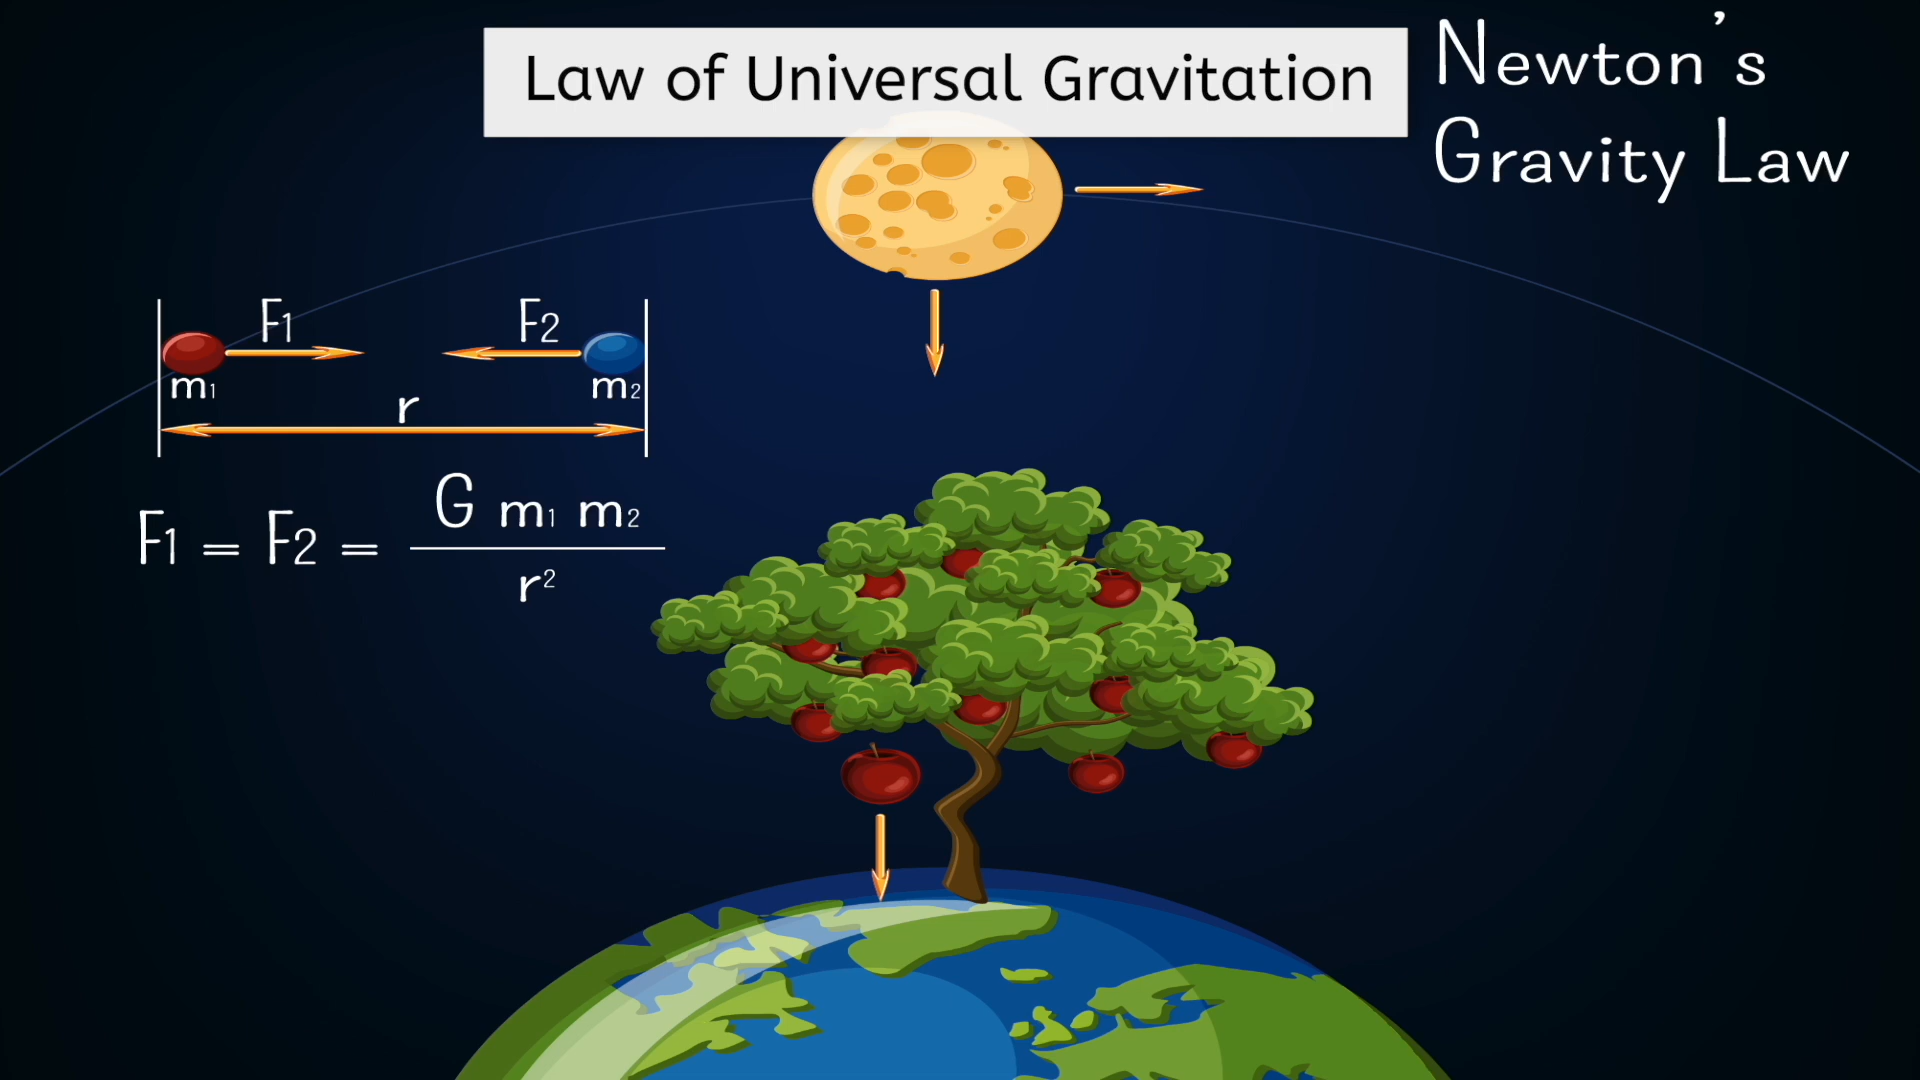 Law of Universal Gravitation
Newton's
Gravity Law
F1 F2
m1 m2
r
F1 = F2 = G m1 m2
r²